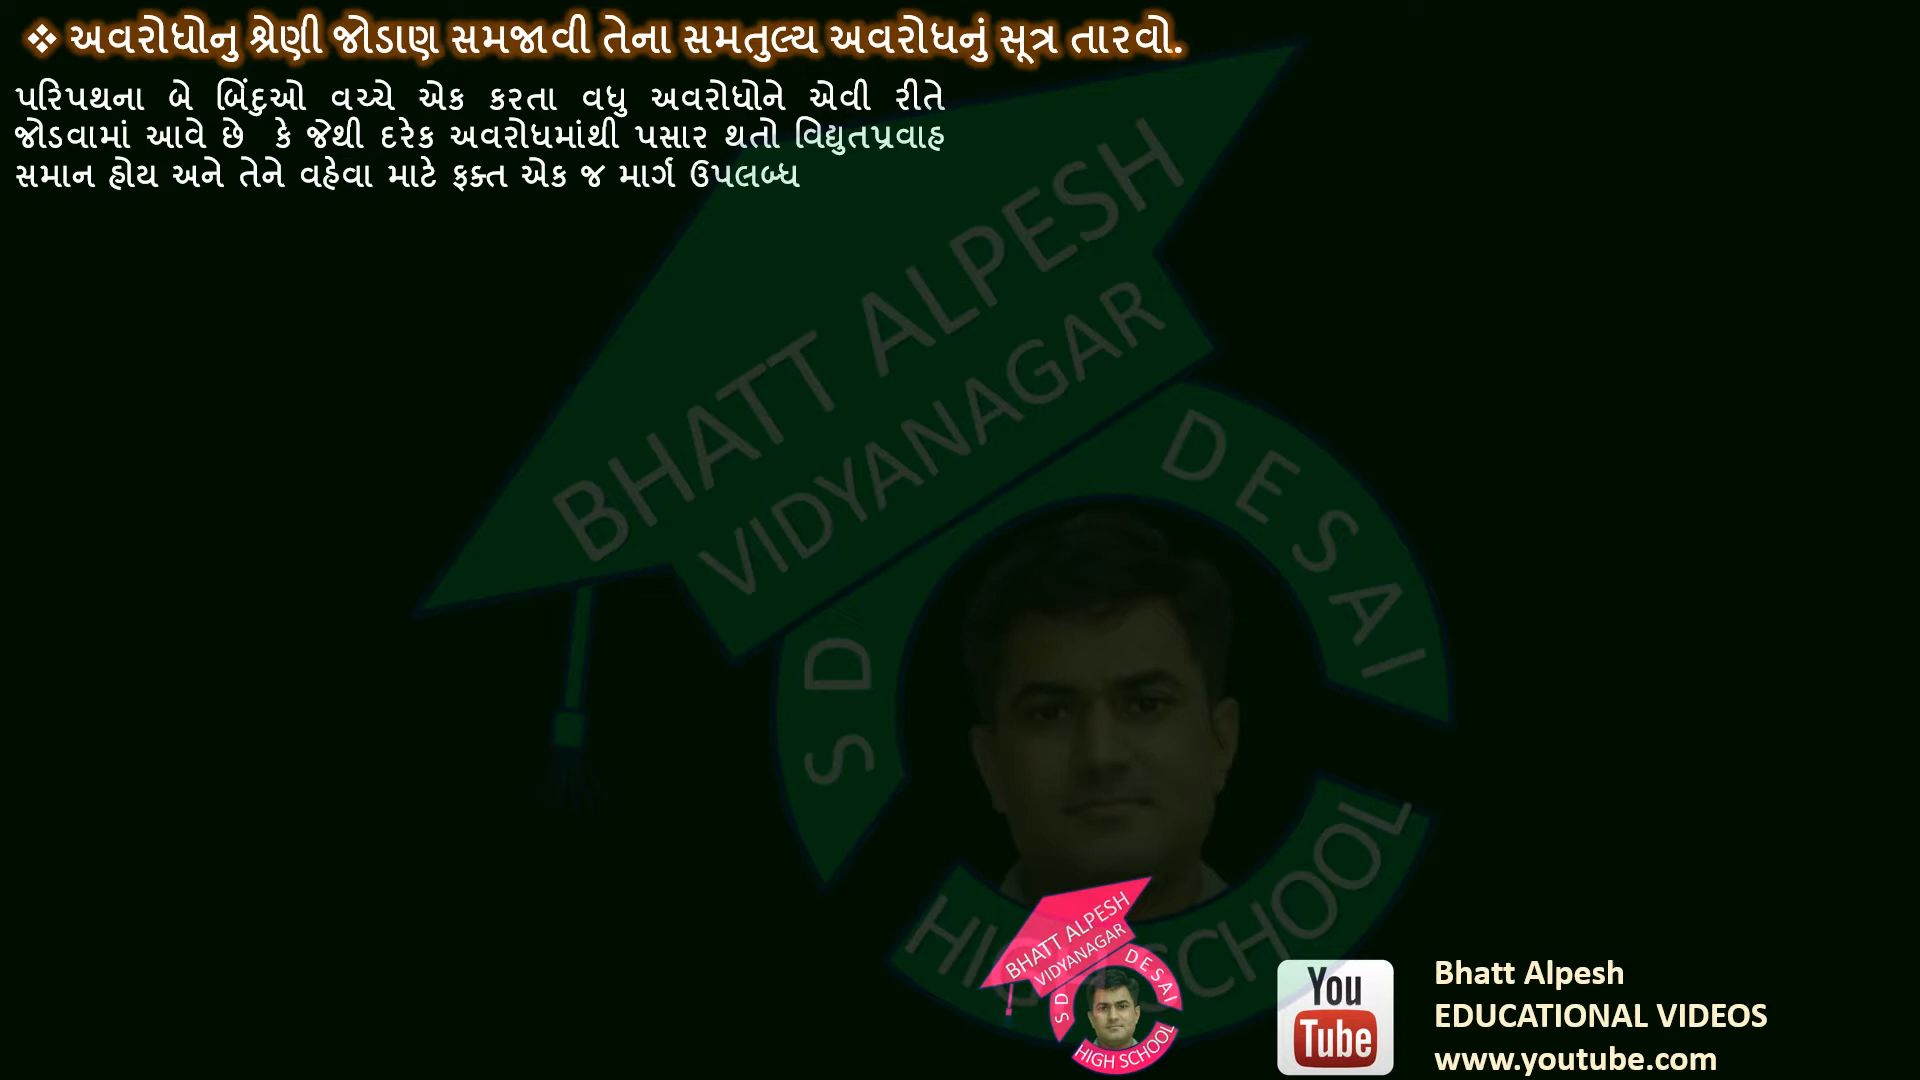 ❖ અવરોધોનુ શ્રેણી જોડાણ સમજાવી તેના સમતુલ્ય અવરોધનું સૂત્ર તારવો.
પરિપથના બે બિંદુઓ વચ્ચે એક કરતા વધુ અવરોધોને એવી રીતે
જોડવામાં આવે છે કે જેથી દરેક અવરોધમાંથી પસાર થતો વિદ્યુતપ્રવાહ
સમાન હોય અને તેને વહેવા માટે ફક્ત એક જ માર્ગ ઉપલબ્ધ
BHATT ALPESH
VIDYANAGAR
S D DESAI
HIGH SCHOOL
BHATT ALPESH
VIDYANAGAR
S D DESAI
HIGH SCHOOL
You
Tube
Bhatt Alpesh
EDUCATIONAL VIDEOS
www.youtube.com